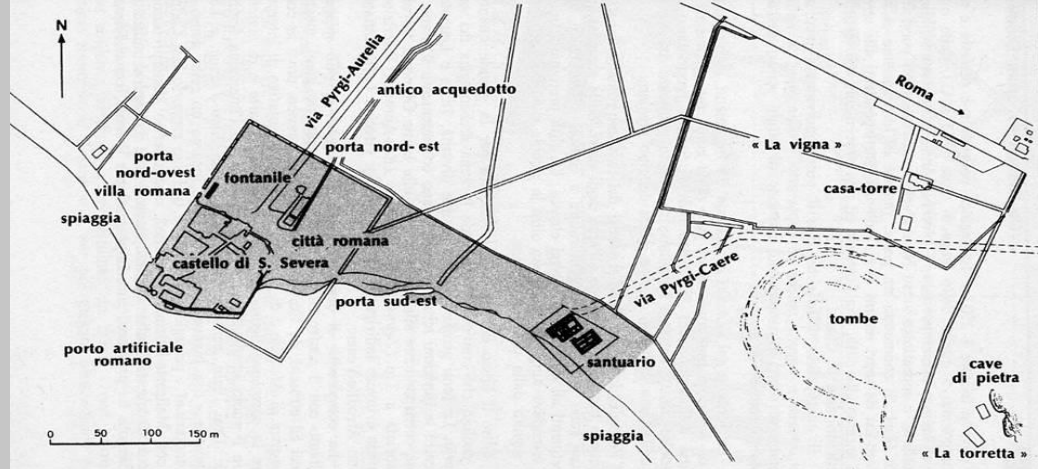 N
via Pyrgi-Aurelia
antico acquedotto
Roma
porta
nord-ovest
villa romana
fontanile
porta nord-est
« La vigna »
casa-torre
spiaggia
città romana
castello di S. Severa
via Pyrgi-Caere
porta sud-est
tombe
porto artificiale
romano
santuario
cave
di pietra
0 50 100 150 m
spiaggia
« La torretta »